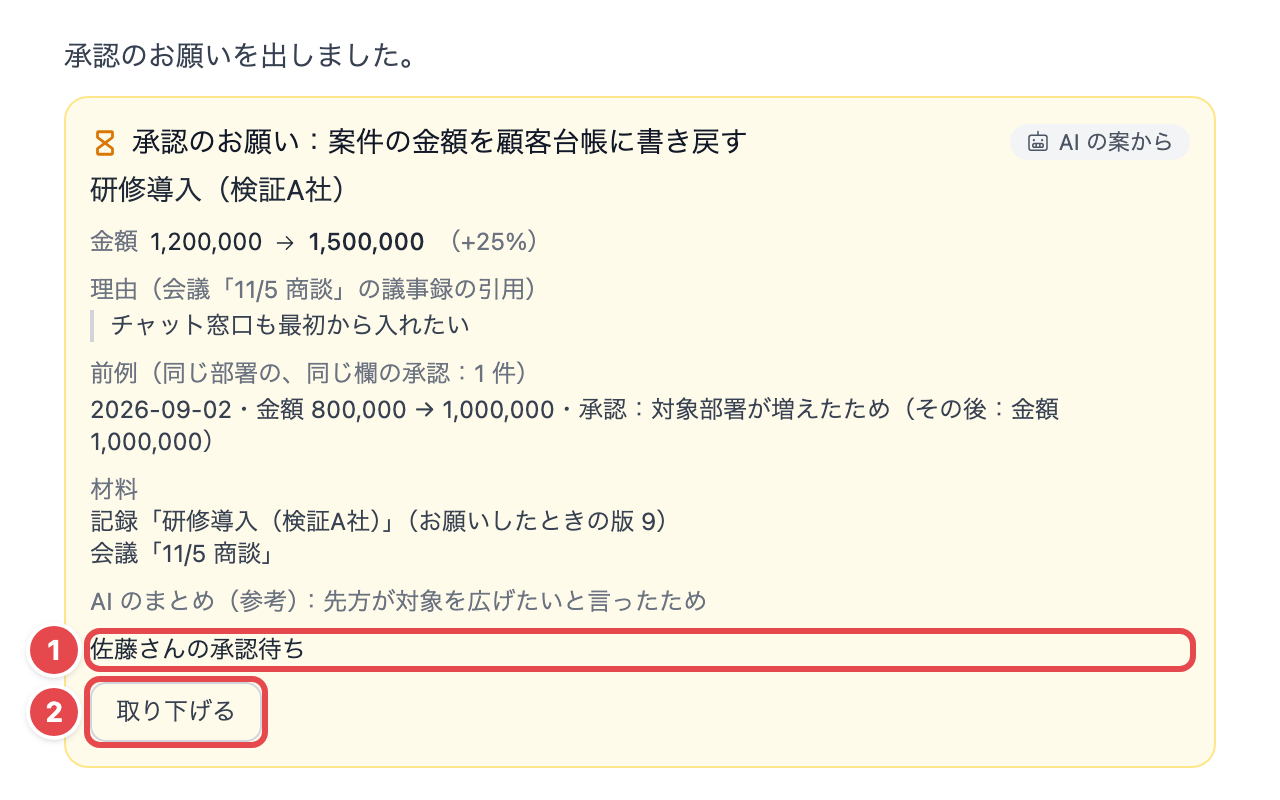 承認のお願いを出しました。
承認のお願い：案件の金額を顧客台帳に書き戻す
AI の案から
研修導入（検証A社）
金額 1,200,000 → 1,500,000 （+25%）
理由（会議「11/5 商談」の議事録の引用）
チャット窓口も最初から入れたい
前例（同じ部署の、同じ欄の承認：1 件）
2026-09-02・金額 800,000 → 1,000,000・承認：対象部署が増えたため（その後：金額
1,000,000）
材料
記録「研修導入（検証A社）」（お願いしたときの版 9）
会議「11/5 商談」
AI のまとめ（参考）：先方が対象を広げたいと言ったため
1 佐藤さんの承認待ち
2 取り下げる